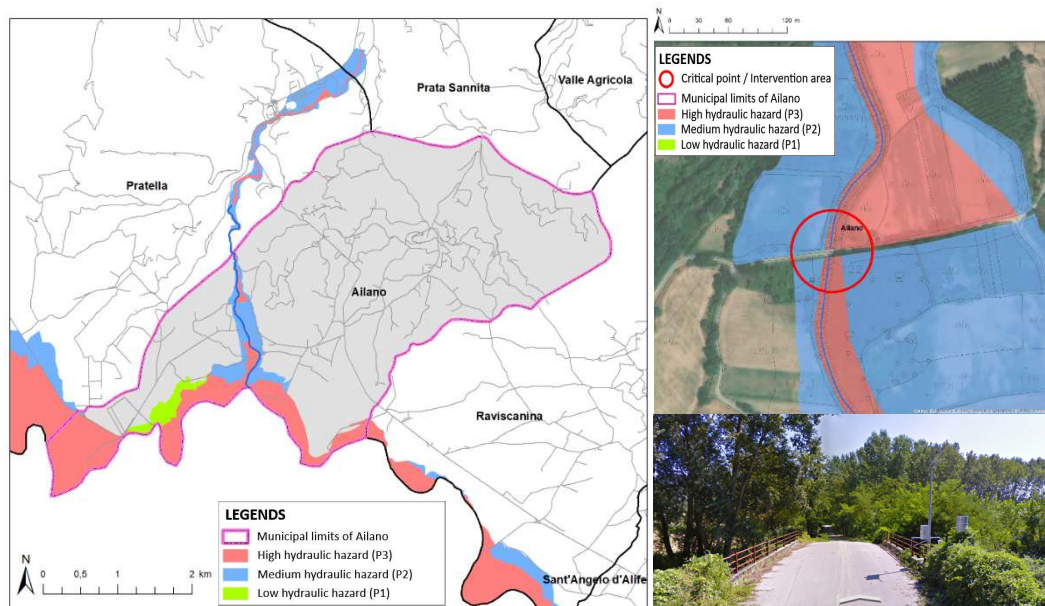 Prata Sannita
Valle Agricola
Pratella
Ailano
Raviscanina
Sant'Angelo d'Alife
LEGENDS
Municipal limits of Ailano
High hydraulic hazard (P3)
Medium hydraulic hazard (P2)
Low hydraulic hazard (P1)
N
0 0,5 1 2 km
N
0 60 120 m
LEGENDS
Critical point / Intervention area
Municipal limits of Ailano
High hydraulic hazard (P3)
Medium hydraulic hazard (P2)
Low hydraulic hazard (P1)
Ailano